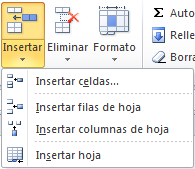 Insertar Eliminar Formato
Σ Auto
Relle
Borra
Insertar celdas...
Insertar filas de hoja
Insertar columnas de hoja
Insertar hoja